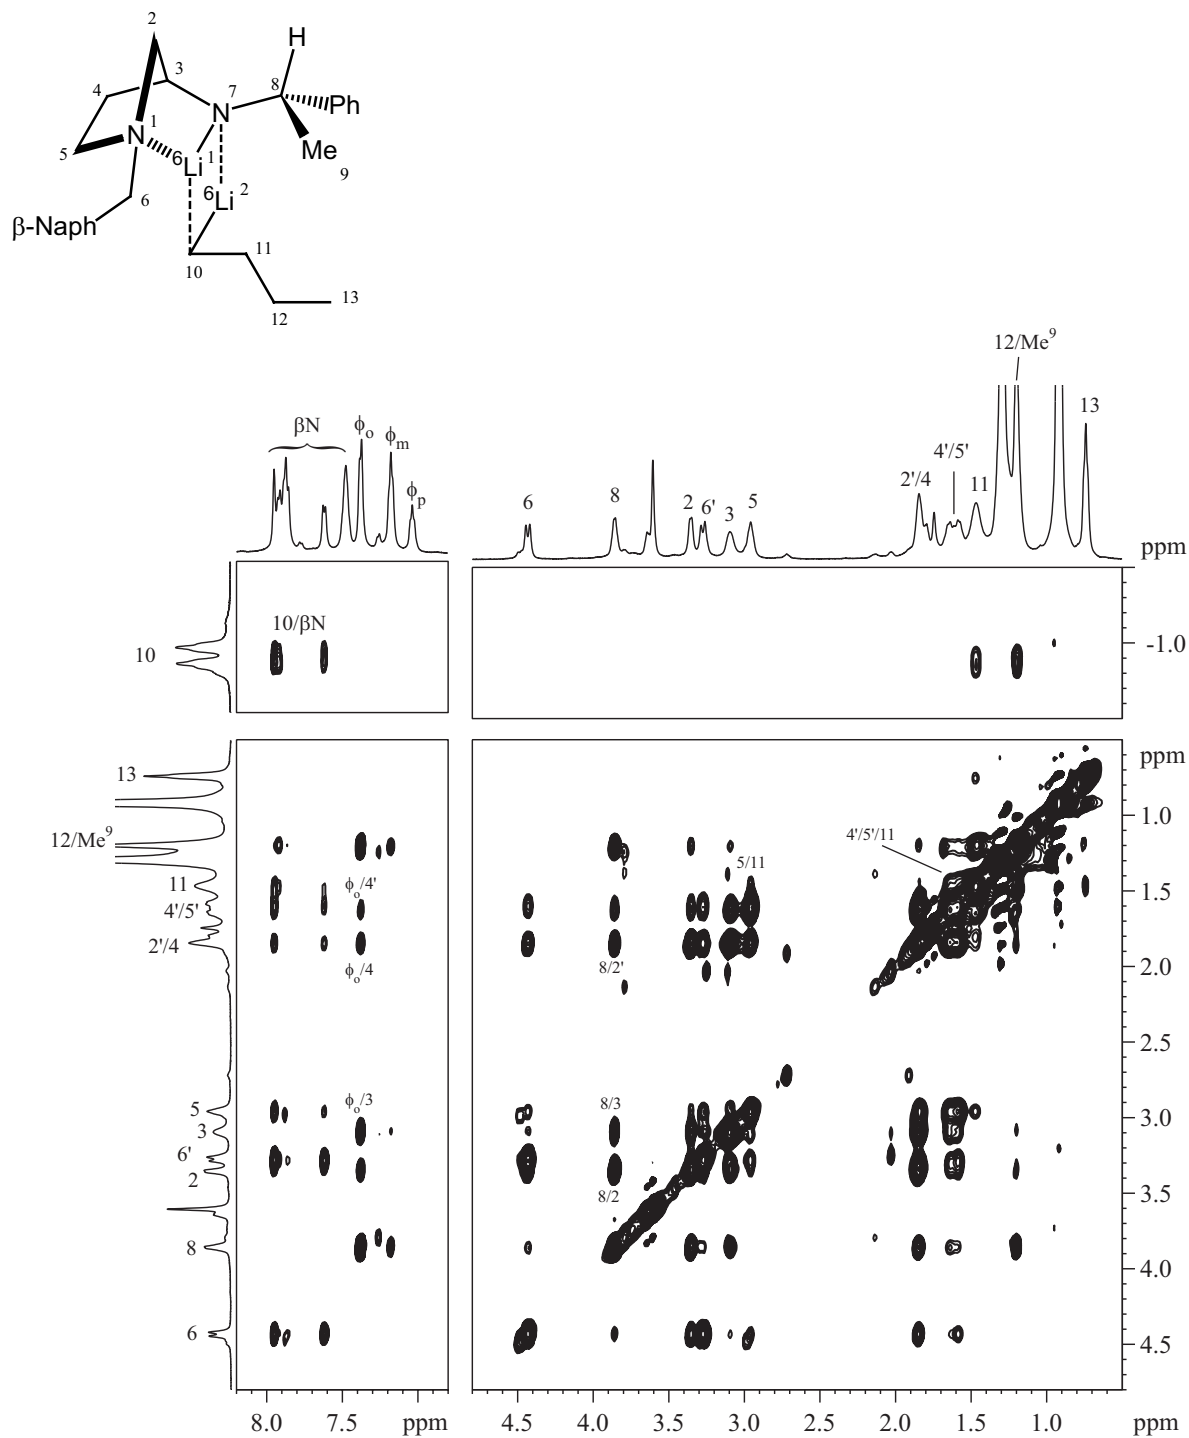 2
H
3
4
7
8
N
Ph
1
N
5
6
Li
1
Me
9
6
Li
2
6
β-Naph
11
10
13
12
12/Me⁹
βN
ϕo
ϕm
ϕp
13
4'/5'
2'/4
11
6
8
2
6'
3
5
ppm
10/βN
10
-1.0
ppm
13
1.0
12/Me⁹
4'/5'/11
5/11
11
ϕo/4'
1.5
4'/5'
2'/4
8/2'
ϕo/4
2.0
2.5
5
ϕo/3
8/3
3.0
3
6'
2
8/2
3.5
8
4.0
6
4.5
8.0 7.5 ppm 4.5 4.0 3.5 3.0 2.5 2.0 1.5 1.0 ppm